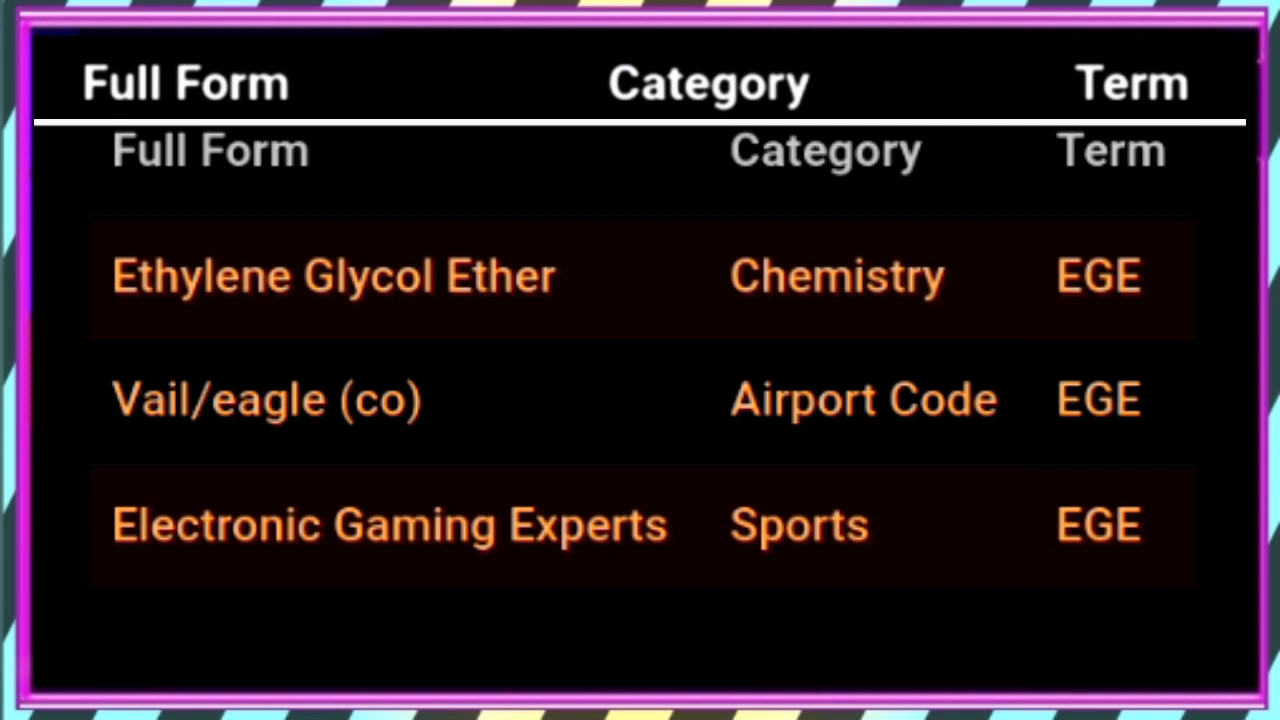 Full Form Category Term
Full Form Category Term
Ethylene Glycol Ether Chemistry EGE
Vail/eagle (co) Airport Code EGE
Electronic Gaming Experts Sports EGE